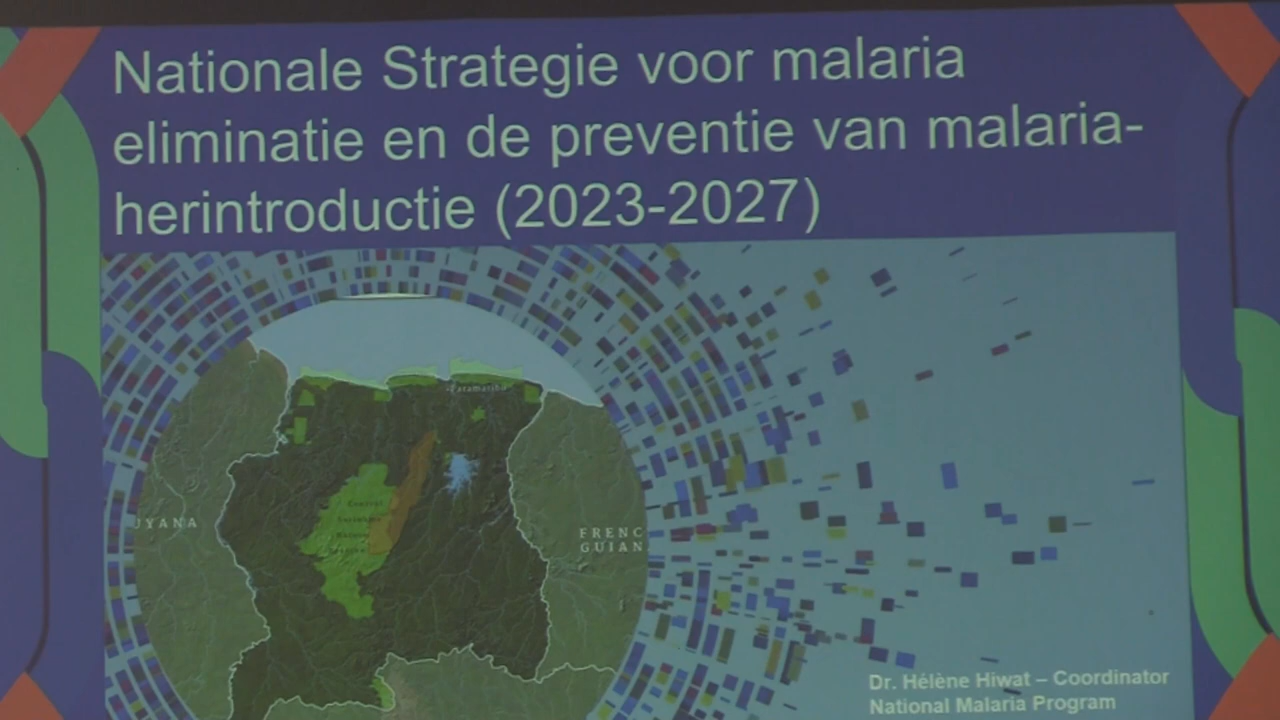 Nationale Strategie voor malaria
eliminatie en de preventie van malaria-
herintroductie (2023-2027)
Paramaribo
UYANA
FRENC
GUIAN
Dr. Hélène Hiwat – Coordinator
National Malaria Program